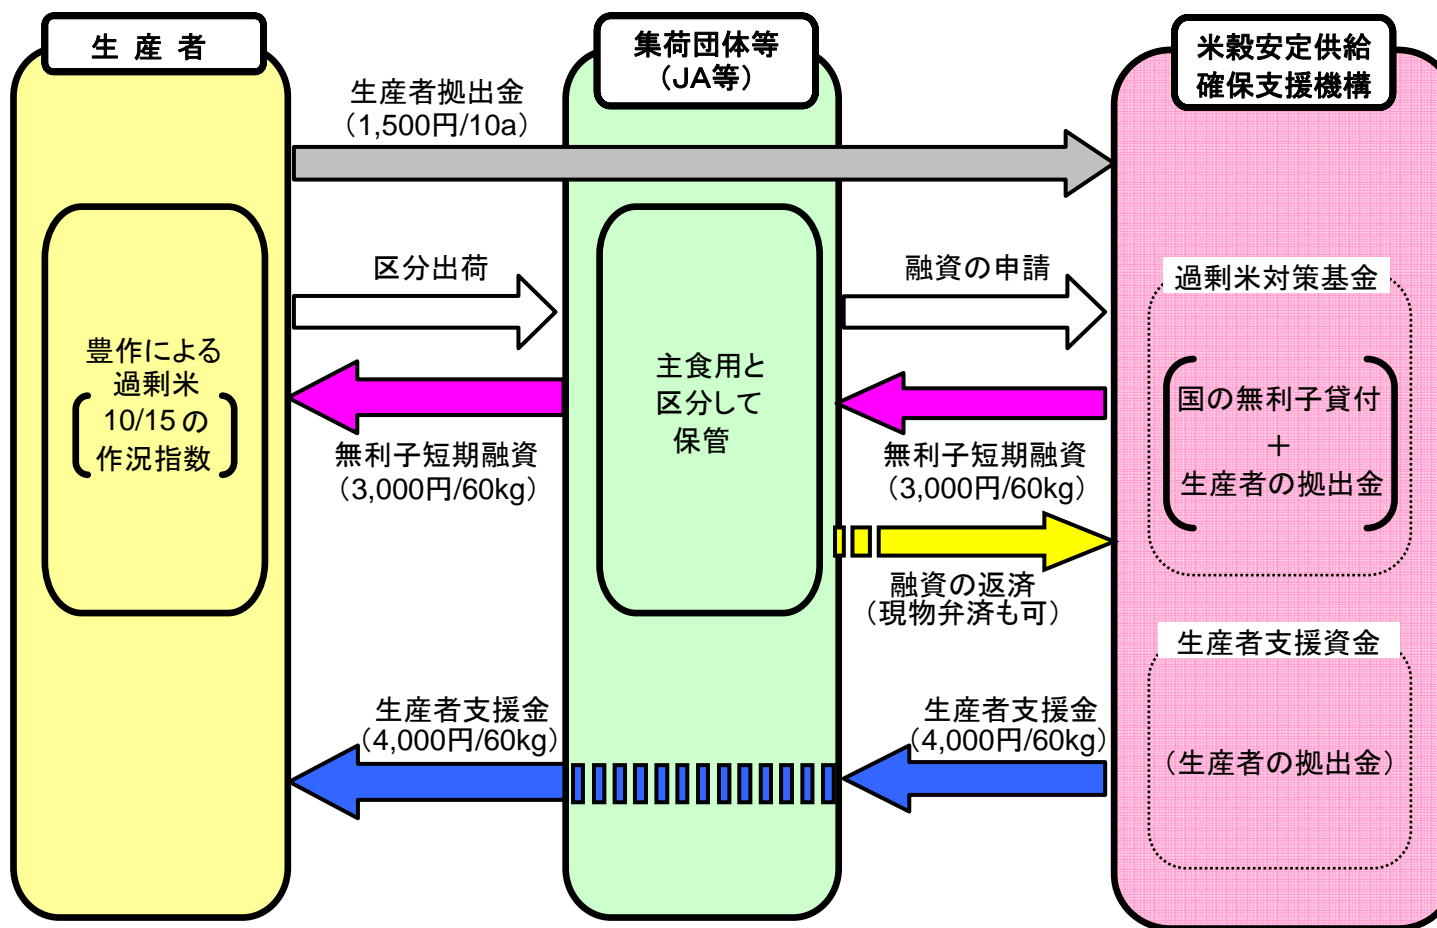 生 産 者
集荷団体等
（JA等）
米穀安定供給
確保支援機構
生産者拠出金
（1,500円/10a）
区分出荷
融資の申請
過剰米対策基金
豊作による
過剰米
10/15の
作況指数
主食用と
区分して
保管
国の無利子貸付
＋
生産者の拠出金
無利子短期融資
（3,000円/60kg）
無利子短期融資
（3,000円/60kg）
融資の返済
（現物弁済も可）
生産者支援資金
生産者支援金
（4,000円/60kg）
生産者支援金
（4,000円/60kg）
（生産者の拠出金）